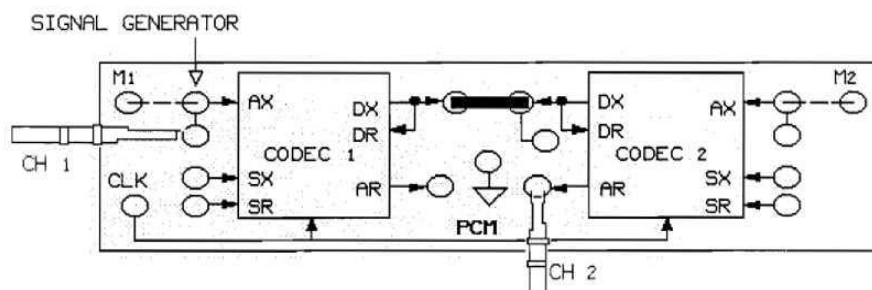 SIGNAL GENERATOR
M1
M2
AX
DX
DX
AX
DR
DR
CH 1
CODEC 1
CODEC 2
CLK
SX
AR
AR
SX
SR
PCM
SR
CH 2